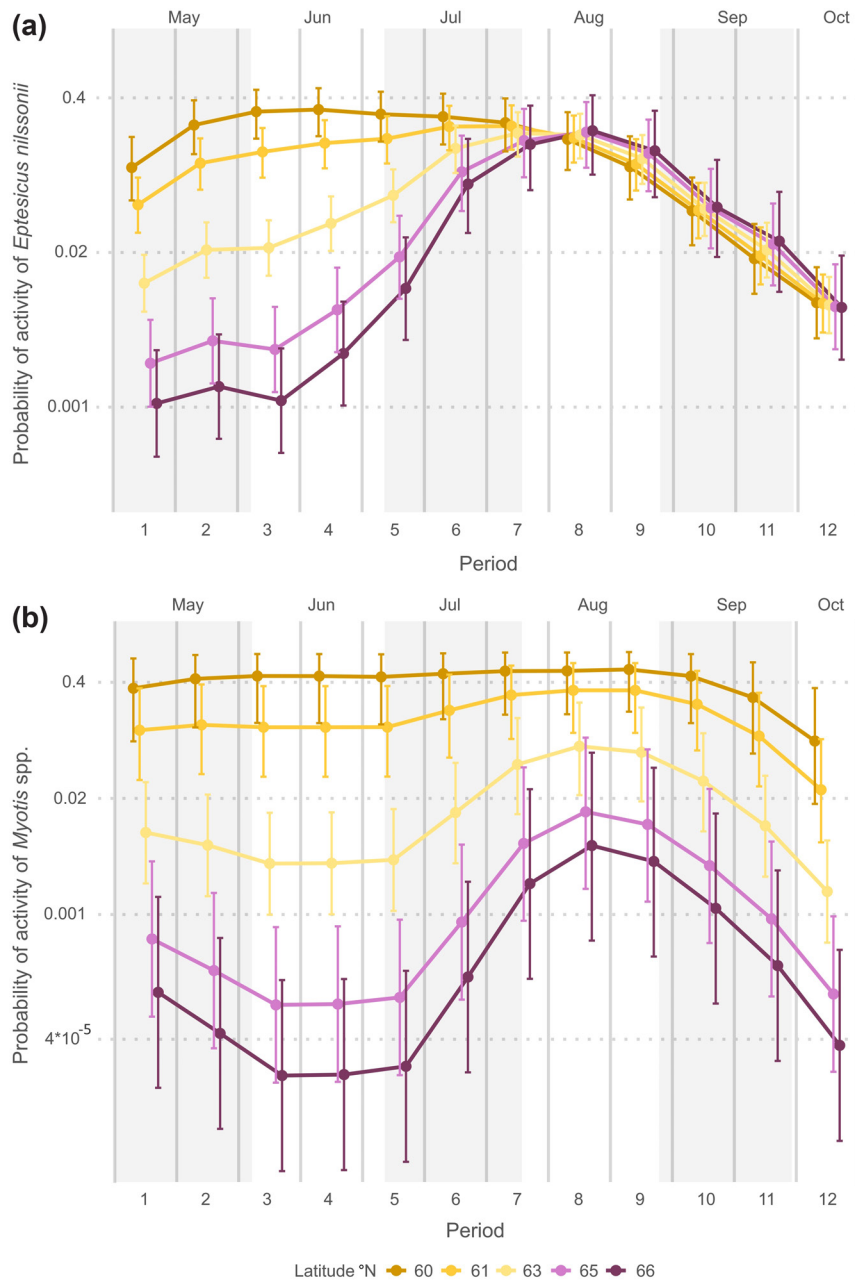 (a)
May Jun Jul Aug Sep Oct
Probability of activity of Eptesicus nilssonii
0.4
0.02
0.001
1 2 3 4 5 6 7 8 9 10 11 12
Period
(b)
May Jun Jul Aug Sep Oct
Probability of activity of Myotis spp.
0.4
0.02
0.001
4*10⁻⁵
1 2 3 4 5 6 7 8 9 10 11 12
Period
Latitude °N 60 61 63 65 66